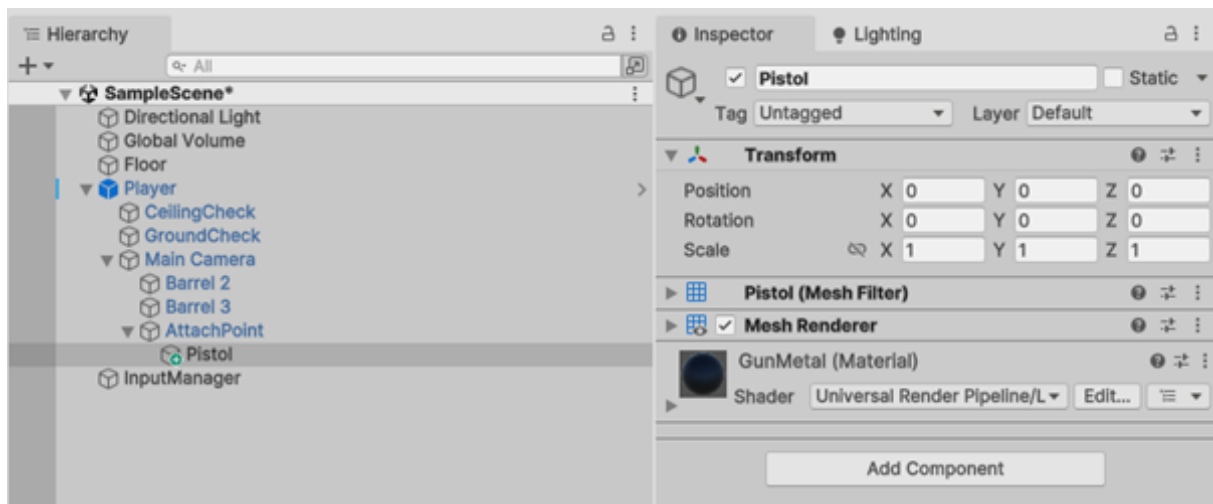 Hierarchy
All
SampleScene*
Directional Light
Global Volume
Floor
Player
CeilingCheck
GroundCheck
Main Camera
Barrel 2
Barrel 3
AttachPoint
Pistol
InputManager
Inspector Lighting
Pistol Static
Tag Untagged Layer Default
Transform
Position X 0 Y 0 Z 0
Rotation X 0 Y 0 Z 0
Scale X 1 Y 1 Z 1
Pistol (Mesh Filter)
Mesh Renderer
GunMetal (Material)
Shader Universal Render Pipeline/L Edit...
Add Component